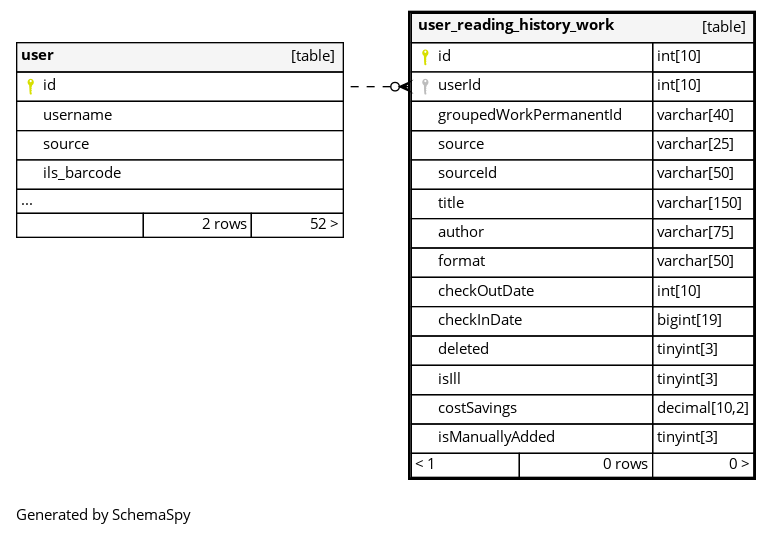 user [table]
id
username
source
ils_barcode
...
2 rows 52 >
user_reading_history_work [table]
id int[10]
userId int[10]
groupedWorkPermanentId varchar[40]
source varchar[25]
sourceId varchar[50]
title varchar[150]
author varchar[75]
format varchar[50]
checkOutDate int[10]
checkInDate bigint[19]
deleted tinyint[3]
isIll tinyint[3]
costSavings decimal[10,2]
isManuallyAdded tinyint[3]
< 1 0 rows 0 >
Generated by SchemaSpy